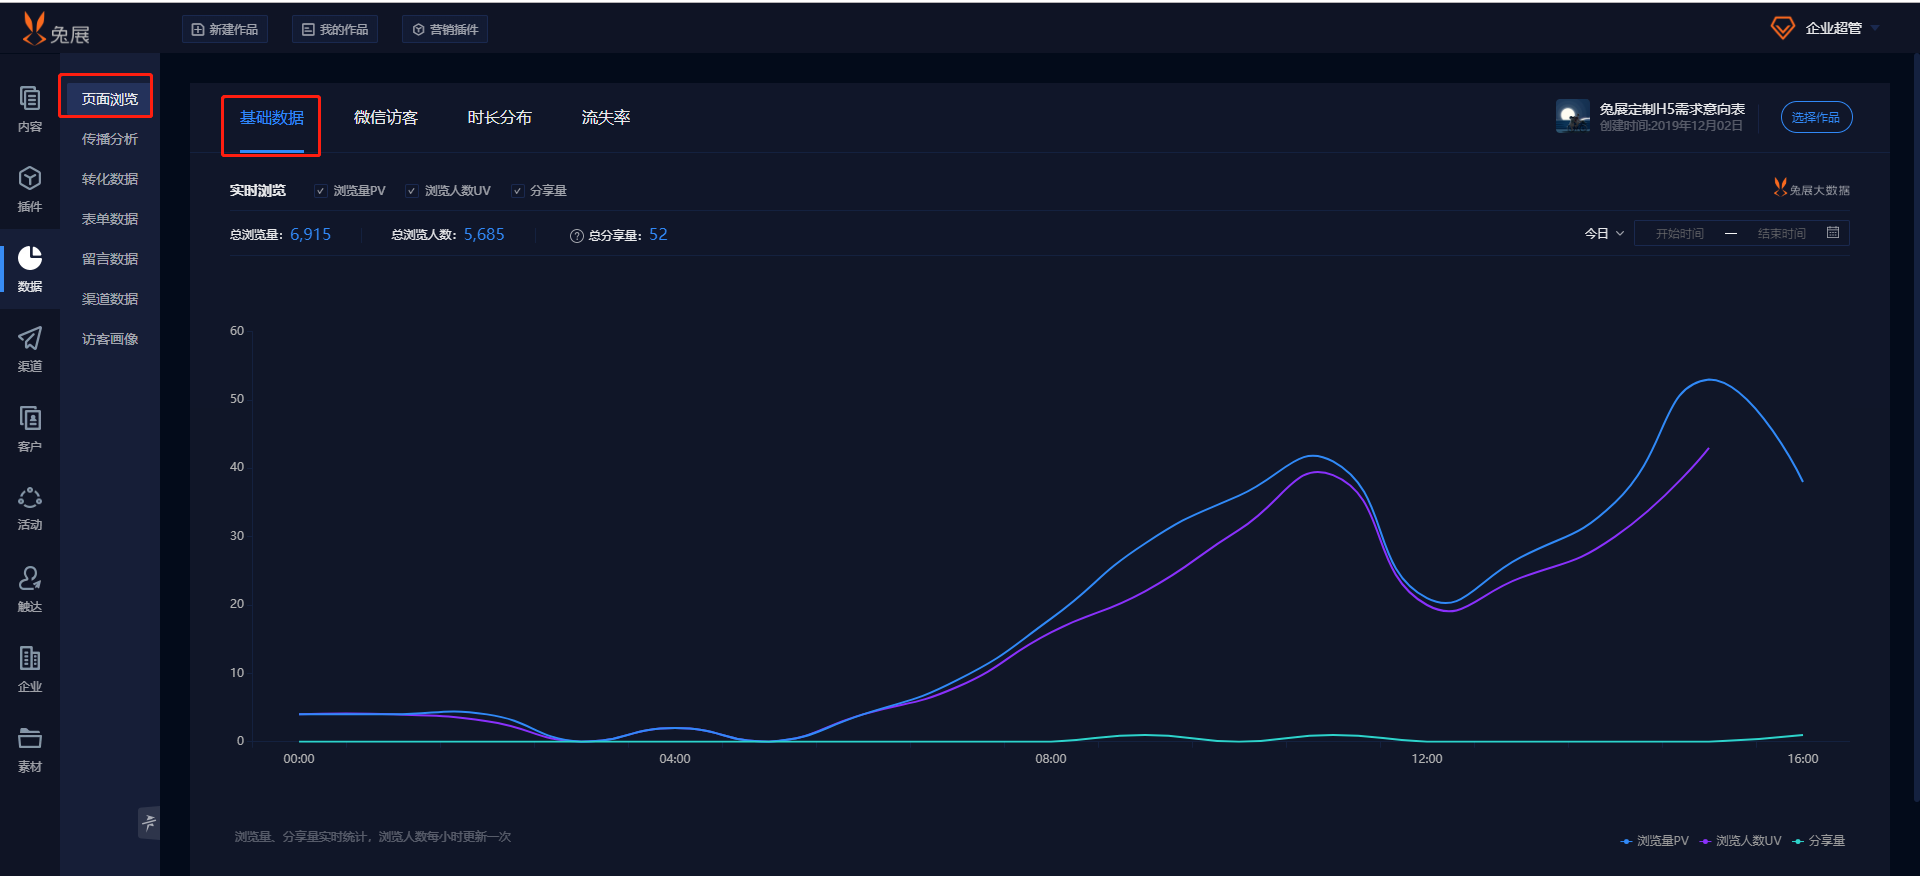 兔展
新建作品
我的作品
营销插件
企业超管
内容
插件
数据
渠道
客户
活动
触达
企业
素材
页面浏览
传播分析
转化数据
表单数据
留言数据
渠道数据
访客画像
基础数据
微信访客
时长分布
流失率
兔展定制H5需求意向表
创建时间:2019年12月02日
选择作品
实时浏览
浏览量PV
浏览人数UV
分享量
兔展大数据
总浏览量：6,915
总浏览人数：5,685
? 总分享量：52
今日
开始时间 — 结束时间
60
50
40
30
20
10
0
00:00
04:00
08:00
12:00
16:00
浏览量、分享量实时统计，浏览人数每小时更新一次
浏览量PV
浏览人数UV
分享量